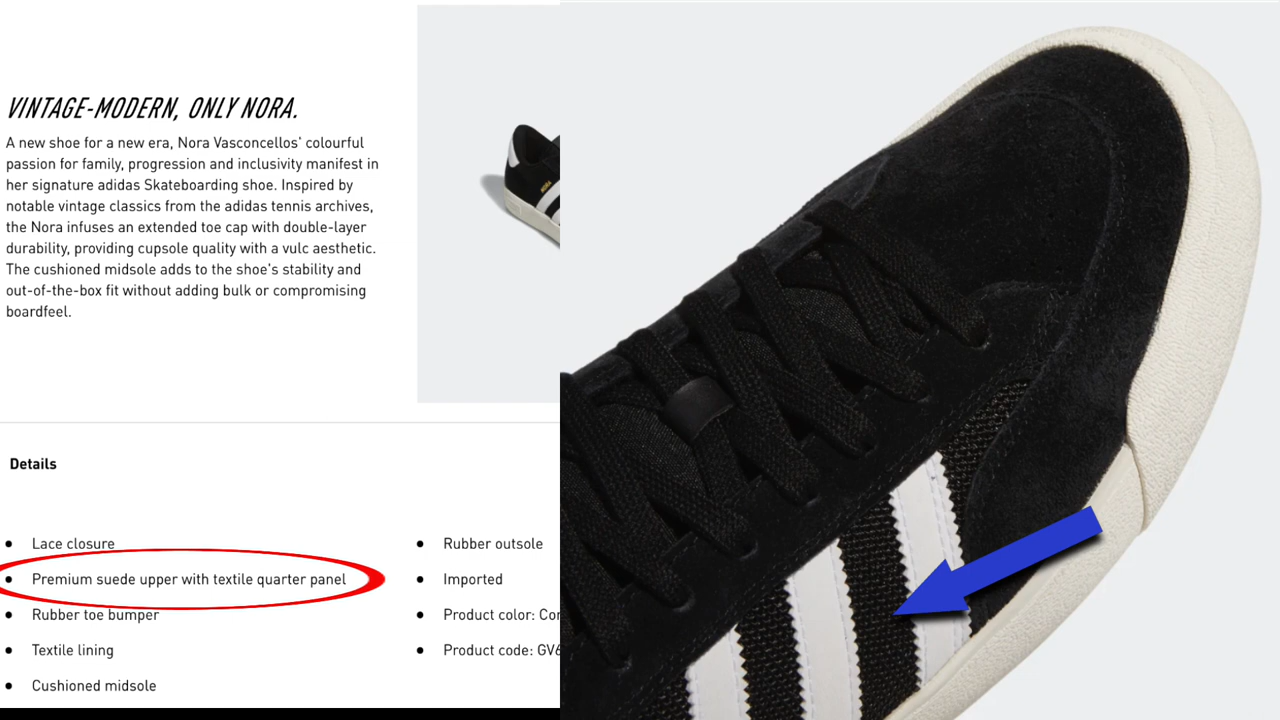 VINTAGE-MODERN, ONLY NORA.
A new shoe for a new era, Nora Vasconcellos' colourful
passion for family, progression and inclusivity manifest in
her signature adidas Skateboarding shoe. Inspired by
notable vintage classics from the adidas tennis archives,
the Nora infuses an extended toe cap with double-layer
durability, providing cupsole quality with a vulc aesthetic.
The cushioned midsole adds to the shoe's stability and
out-of-the-box fit without adding bulk or compromising
boardfeel.
Details
Lace closure
Premium suede upper with textile quarter panel
Rubber toe bumper
Textile lining
Cushioned midsole
Rubber outsole
Imported
Product color:
Product code: